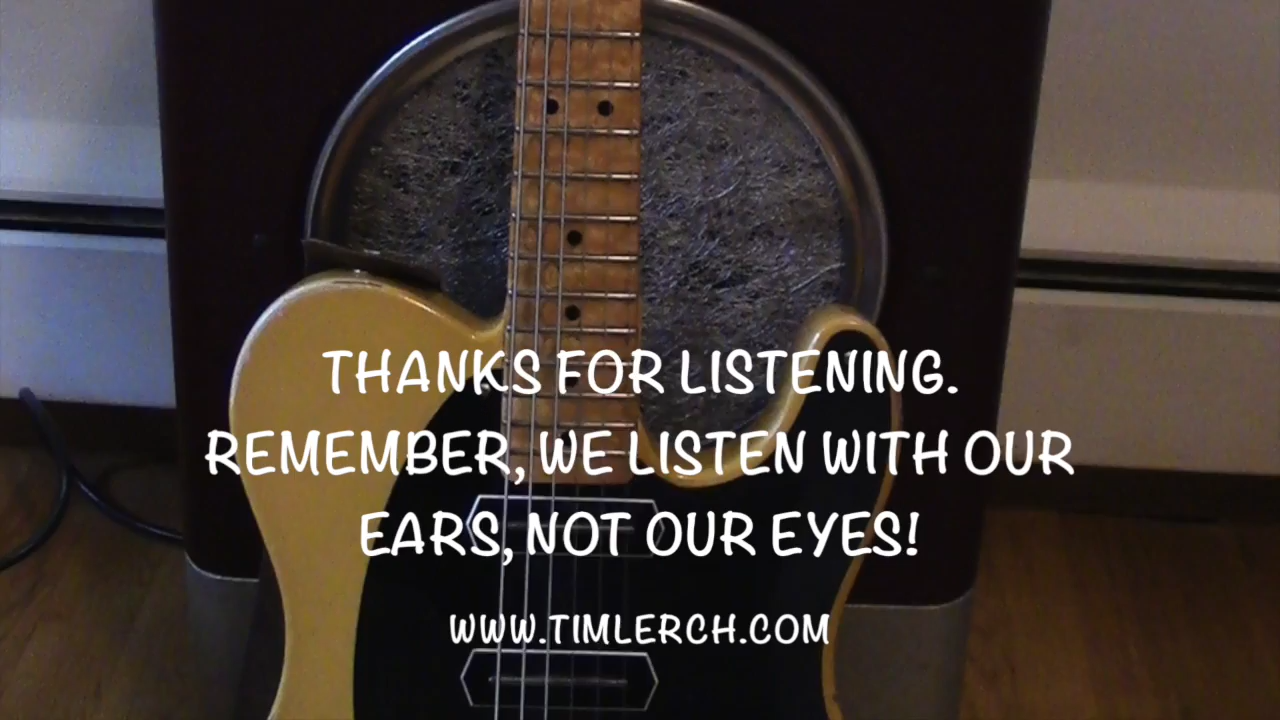 THANKS FOR LISTENING.
REMEMBER, WE LISTEN WITH OUR
EARS, NOT OUR EYES!
WWW.TIMLERCH.COM